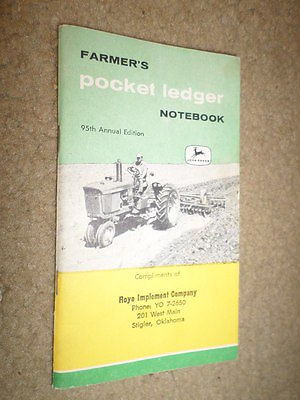 FARMER'S
pocket ledger
NOTEBOOK
95th Annual Edition
JOHN DEERE
Compliments of
Raye Implement Company
Phone: YO 7-2650
201 West Main
Stigler, Oklahoma